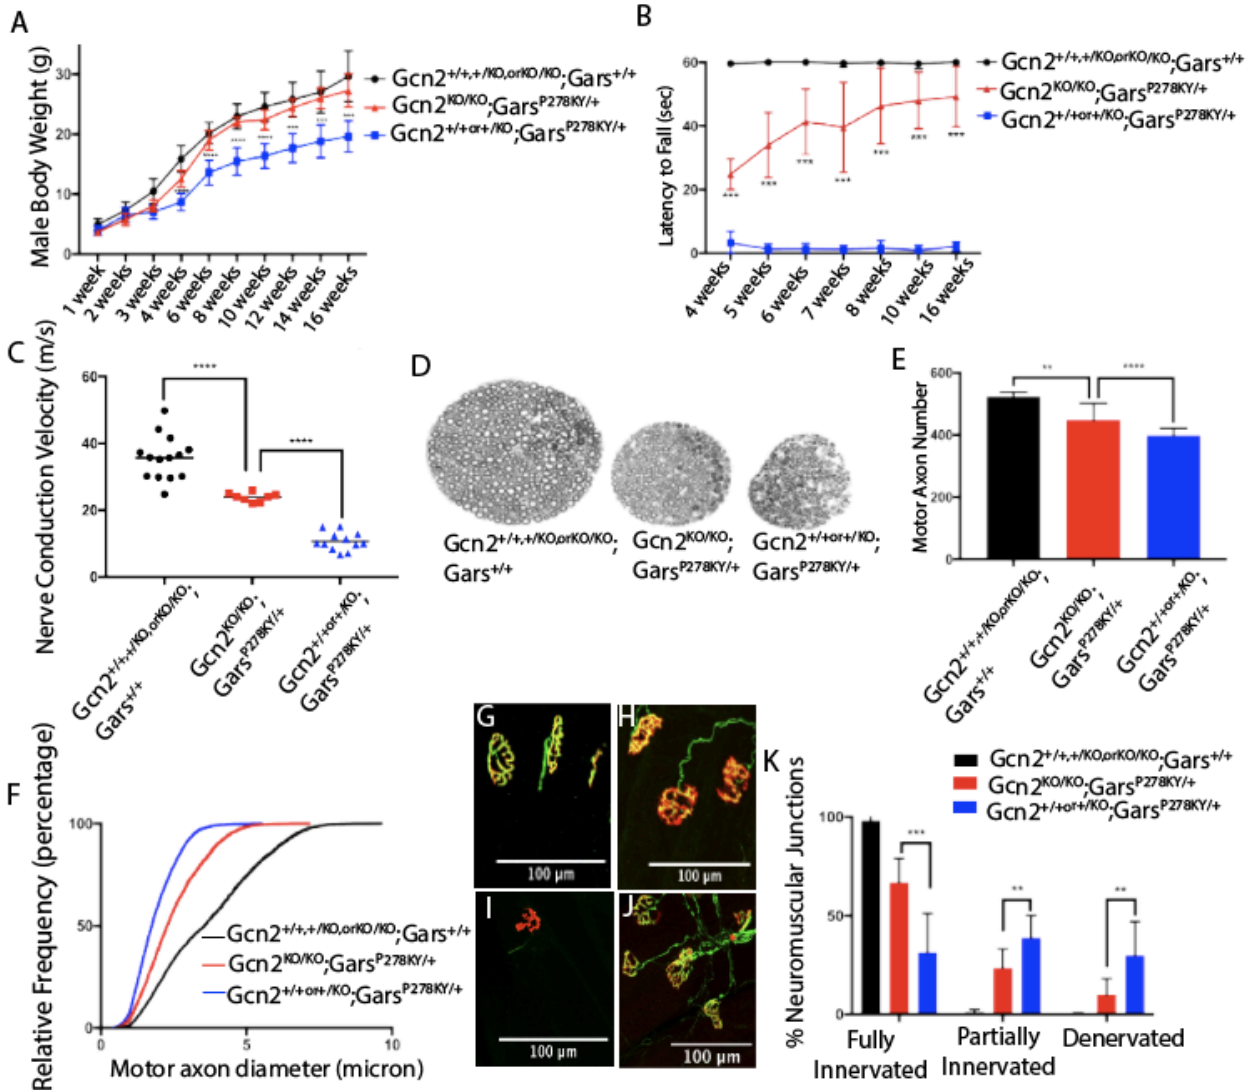 A
Male Body Weight (g)
30
20
10
0
1 week
2 weeks
3 weeks
4 weeks
6 weeks
8 weeks
10 weeks
12 weeks
14 weeks
16 weeks
Gcn2+/+,+/KO,orKO/KO;Gars+/+
Gcn2KO/KO;GarsP278KY/+
Gcn2+/+or+/KO;GarsP278KY/+
****
****
****
****
***
***
***
B
Latency to Fall (sec)
60
40
20
0
4 weeks
5 weeks
6 weeks
7 weeks
8 weeks
10 weeks
16 weeks
Gcn2+/+,+/KO,orKO/KO;Gars+/+
Gcn2KO/KO;GarsP278KY/+
Gcn2+/+or+/KO;GarsP278KY/+
***
***
***
***
***
***
***
C
Nerve Conduction Velocity (m/s)
60
40
20
0
****
****
Gcn2+/+,+/KO,orKO/KO;
Gars+/+
Gcn2KO/KO;
GarsP278KY/+
Gcn2+/+or+/KO;
GarsP278KY/+
D
Gcn2+/+,+/KO,orKO/KO;
Gars+/+
Gcn2KO/KO;
GarsP278KY/+
Gcn2+/+or+/KO;
GarsP278KY/+
E
Motor Axon Number
600
400
200
0
**
****
Gcn2+/+,+/KO,orKO/KO;
Gars+/+
Gcn2KO/KO;
GarsP278KY/+
Gcn2+/+or+/KO;
GarsP278KY/+
F
Relative Frequency (percentage)
100
50
0
0
5
10
Motor axon diameter (micron)
Gcn2+/+,+/KO,orKO/KO;Gars+/+
Gcn2KO/KO;GarsP278KY/+
Gcn2+/+or+/KO;GarsP278KY/+
G
100 µm
H
100 µm
I
100 µm
J
100 µm
K
Gcn2+/+,+/KO,orKO/KO;Gars+/+
Gcn2KO/KO;GarsP278KY/+
Gcn2+/+or+/KO;GarsP278KY/+
% Neuromuscular Junctions
100
50
0
***
**
**
Fully
Innervated
Partially
Innervated
Denervated